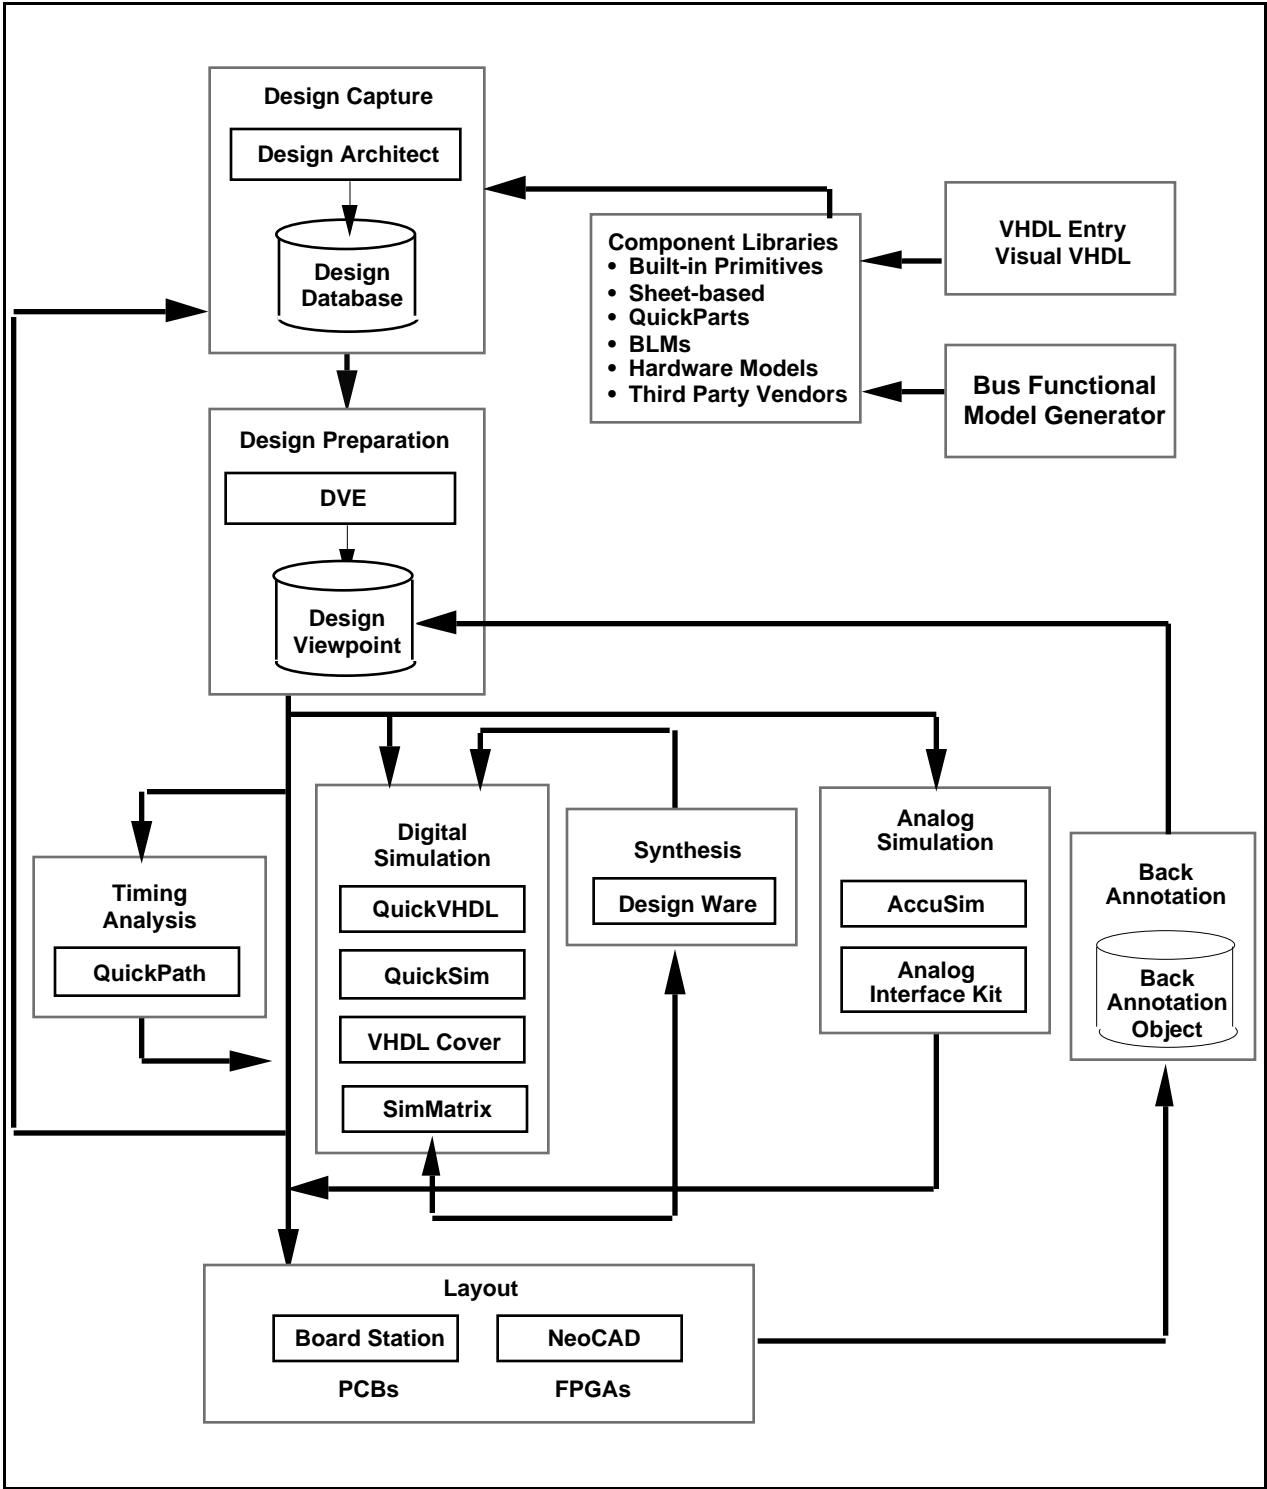 Design Capture
Design Architect
Design
Database
Component Libraries
• Built-in Primitives
• Sheet-based
• QuickParts
• BLMs
• Hardware Models
• Third Party Vendors
VHDL Entry
Visual VHDL
Bus Functional
Model Generator
Design Preparation
DVE
Design
Viewpoint
Timing
Analysis
QuickPath
Digital
Simulation
QuickVHDL
QuickSim
VHDL Cover
SimMatrix
Synthesis
Design Ware
Analog
Simulation
AccuSim
Analog
Interface Kit
Back
Annotation
Back
Annotation
Object
Layout
Board Station
NeoCAD
PCBs
FPGAs